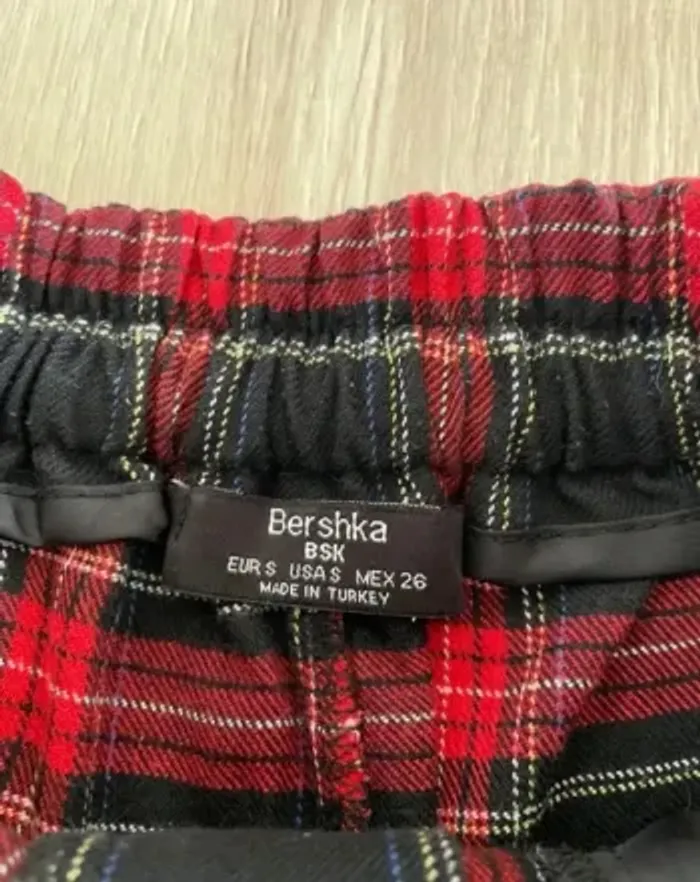 Bershka
BSK
EUR S USA S MEX 26
MADE IN TURKEY